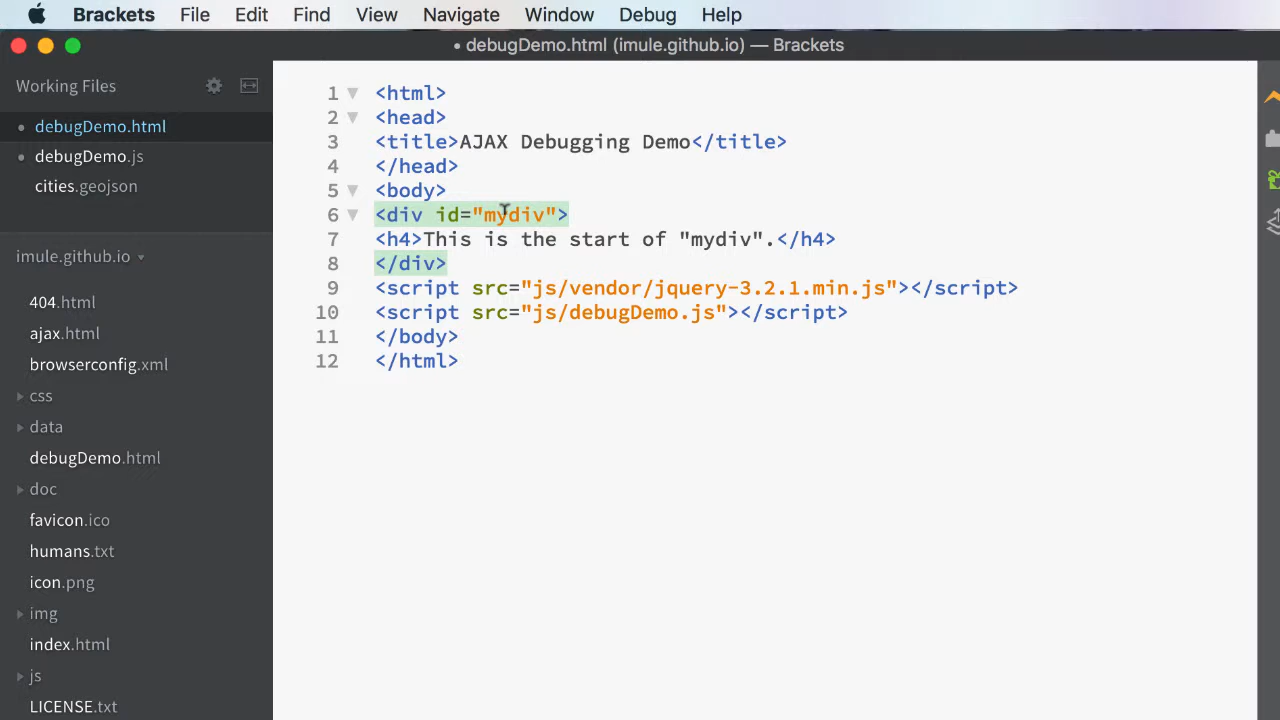 Brackets File Edit Find View Navigate Window Debug Help
• debugDemo.html (imule.github.io) — Brackets
Working Files
debugDemo.html
debugDemo.js
cities.geojson
imule.github.io
404.html
ajax.html
browserconfig.xml
css
data
debugDemo.html
doc
favicon.ico
humans.txt
icon.png
img
index.html
js
LICENSE.txt
1 <html>
2 <head>
3 <title>AJAX Debugging Demo</title>
4 </head>
5 <body>
6 <div id="mydiv">
7 <h4>This is the start of "mydiv".</h4>
8 </div>
9 <script src="js/vendor/jquery-3.2.1.min.js"></script>
10 <script src="js/debugDemo.js"></script>
11 </body>
12 </html>